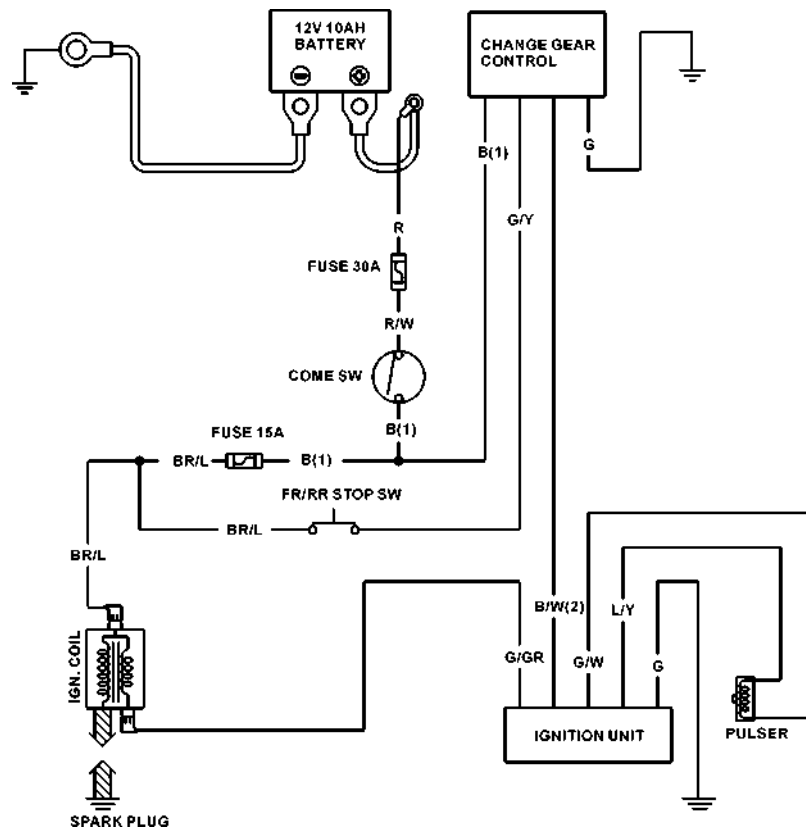 12V 10AH
BATTERY
CHANGE GEAR
CONTROL
B(1)
G
G/Y
R
FUSE 30A
R/W
COME SW
B(1)
FUSE 15A
BR/L
B(1)
FR/RR STOP SW
BR/L
BR/L
B/W(2)
L/Y
G/GR
G/W
G
IGN. COIL
IGNITION UNIT
PULSER
SPARK PLUG